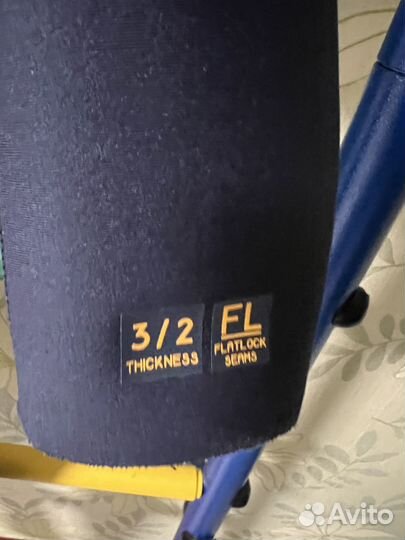 3/2
THICKNESS
FL
FLATLOCK
SEAMS
Avito